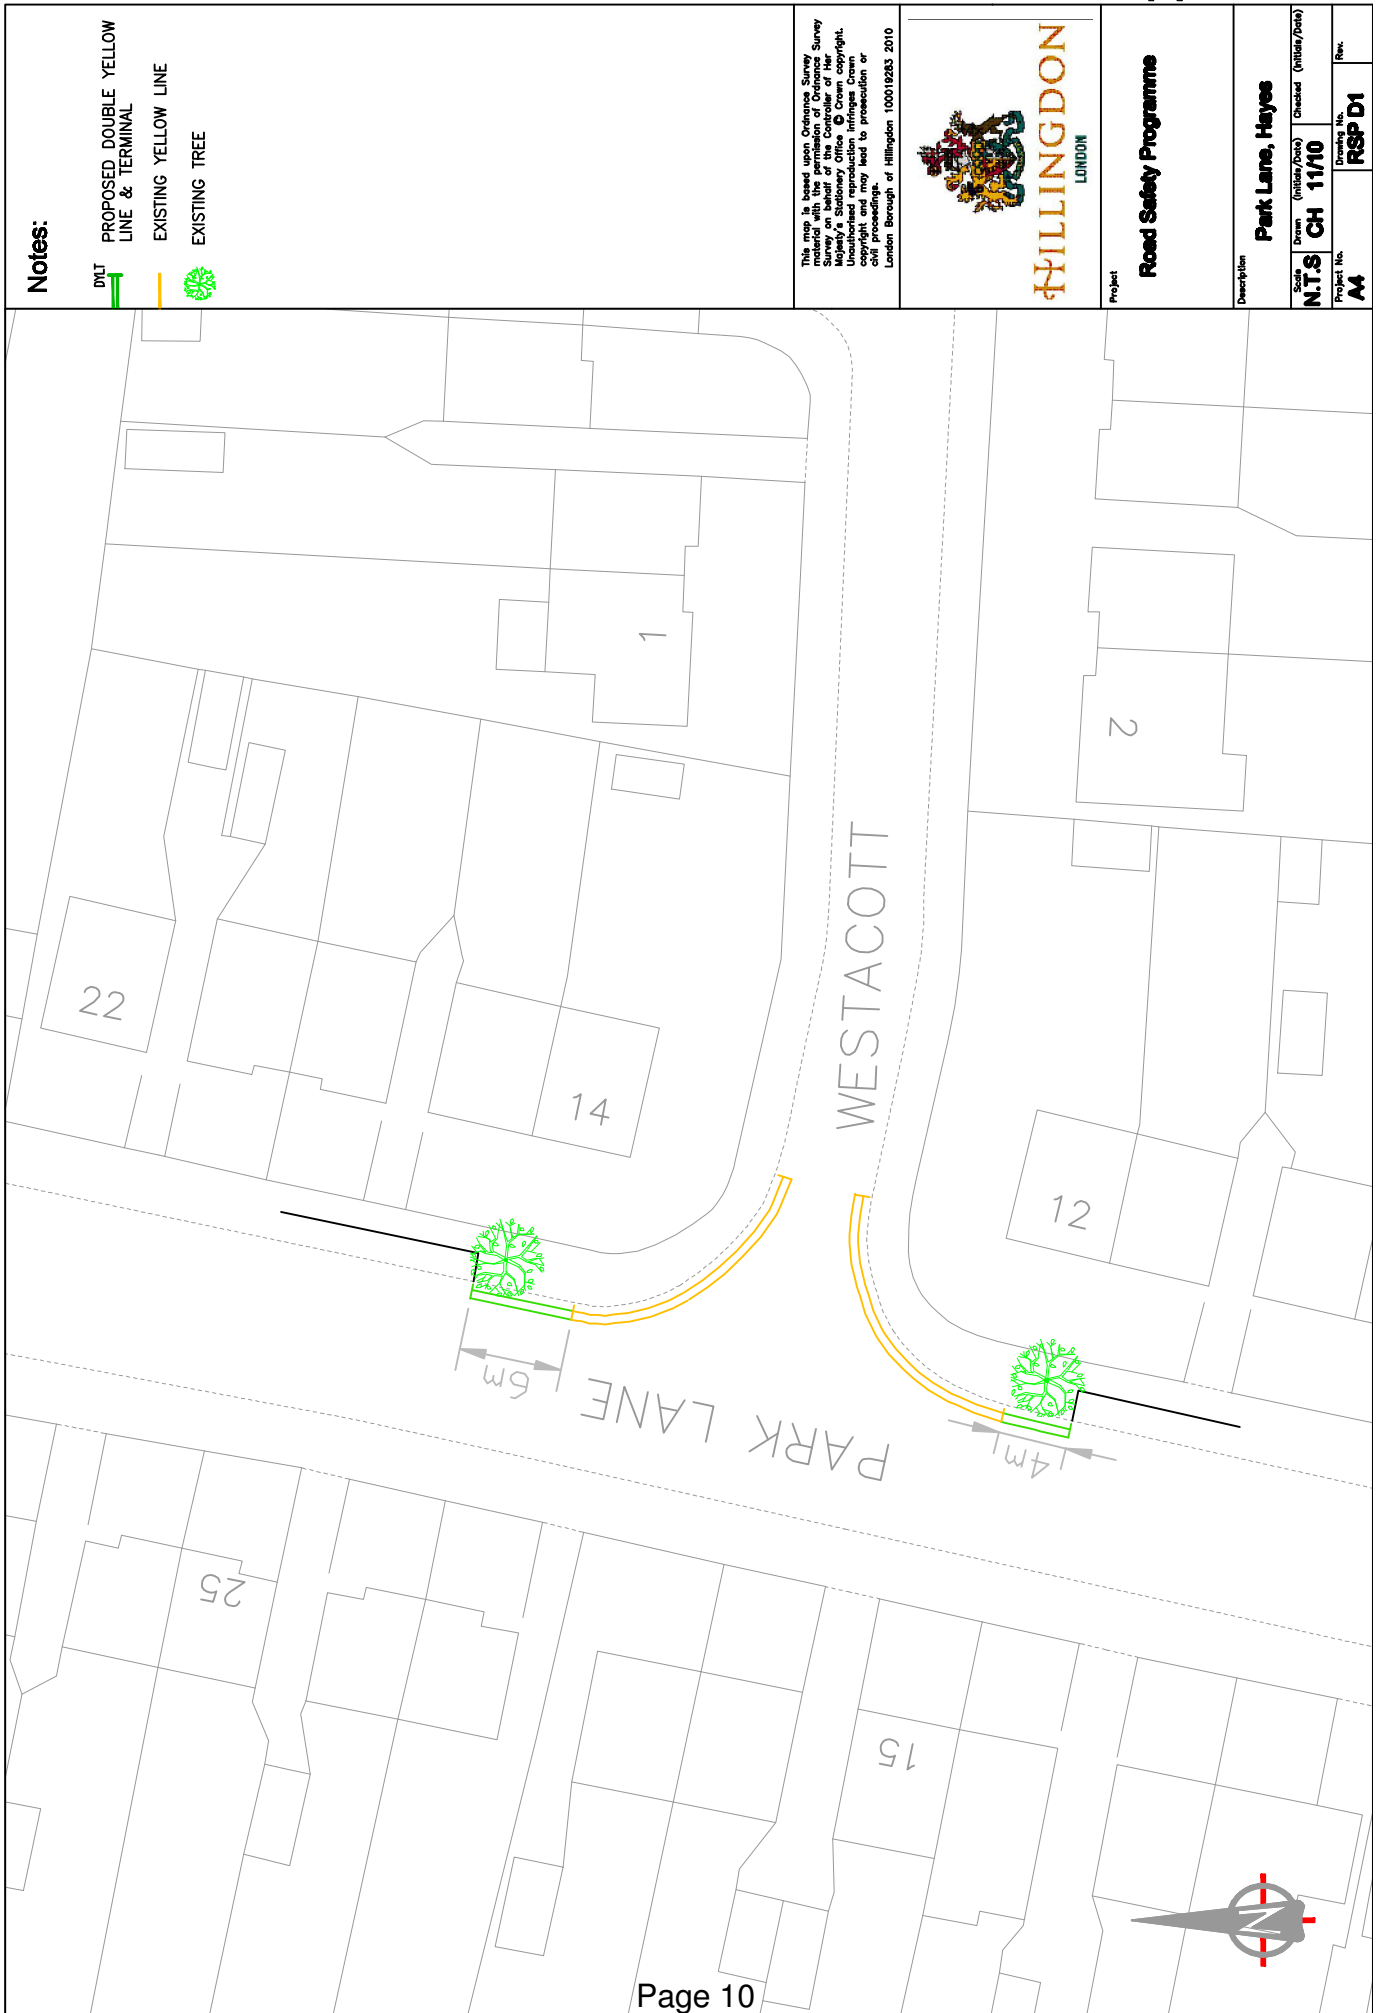 Notes:
DYLT
PROPOSED DOUBLE YELLOW
LINE & TERMINAL
EXISTING YELLOW LINE
EXISTING TREE
This map is based upon Ordnance Survey
material with the permission of Ordnance Survey
Survey on behalf of the Controller of Her
Majesty's Stationery Office © Crown copyright.
Unauthorised reproduction infringes Crown
copyright and may lead to prosecution or
civil proceedings.
London Borough of Hillingdon 100019283 2010
HILLINGDON
LONDON
Project
Road Safety Programme
Description
Park Lane, Hayes
Scale
N.T.S
Drawn (Initials/Date)
CH 11/10
Checked (Initials/Date)
Project No.
A4
Drawing No.
RSP D1
Rev.
1
2
22
14
WESTACOTT
12
6m
PARK LANE
4m
25
15
N
Page 10